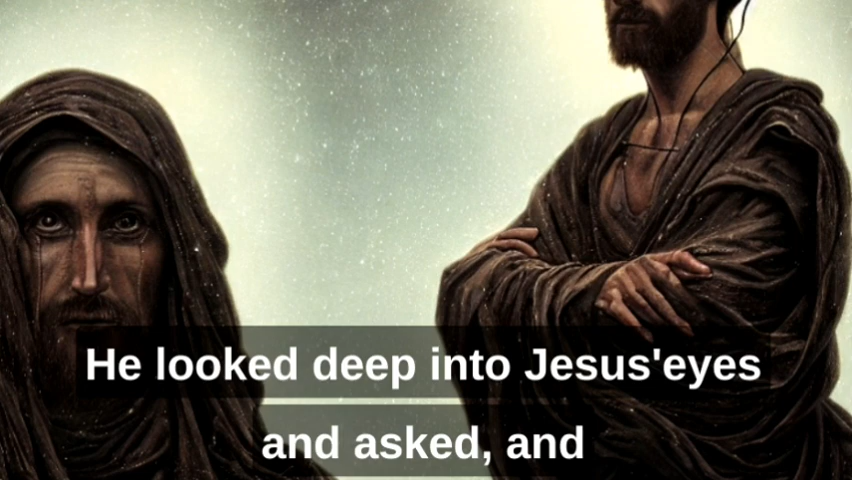 He looked deep into Jesus'eyes
and asked, and